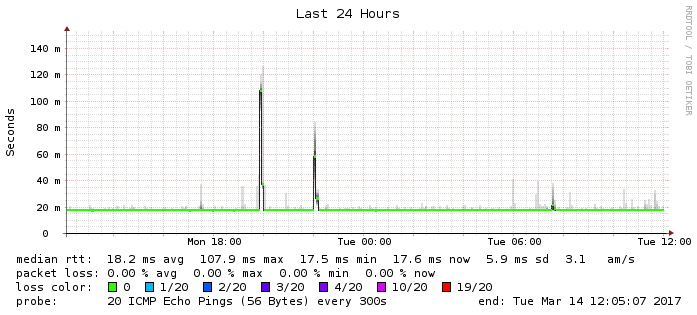 Last 24 Hours
RRDTOOL / TOBI OETIKER
Seconds
140 m
120 m
100 m
80 m
60 m
40 m
20 m
0
Mon 18:00 Tue 00:00 Tue 06:00 Tue 12:00
median rtt: 18.2 ms avg 107.9 ms max 17.5 ms min 17.6 ms now 5.9 ms sd 3.1 am/s
packet loss: 0.00 % avg 0.00 % max 0.00 % min 0.00 % now
loss color: 0 1/20 2/20 3/20 4/20 10/20 19/20
probe: 20 ICMP Echo Pings (56 Bytes) every 300s end: Tue Mar 14 12:05:07 2017